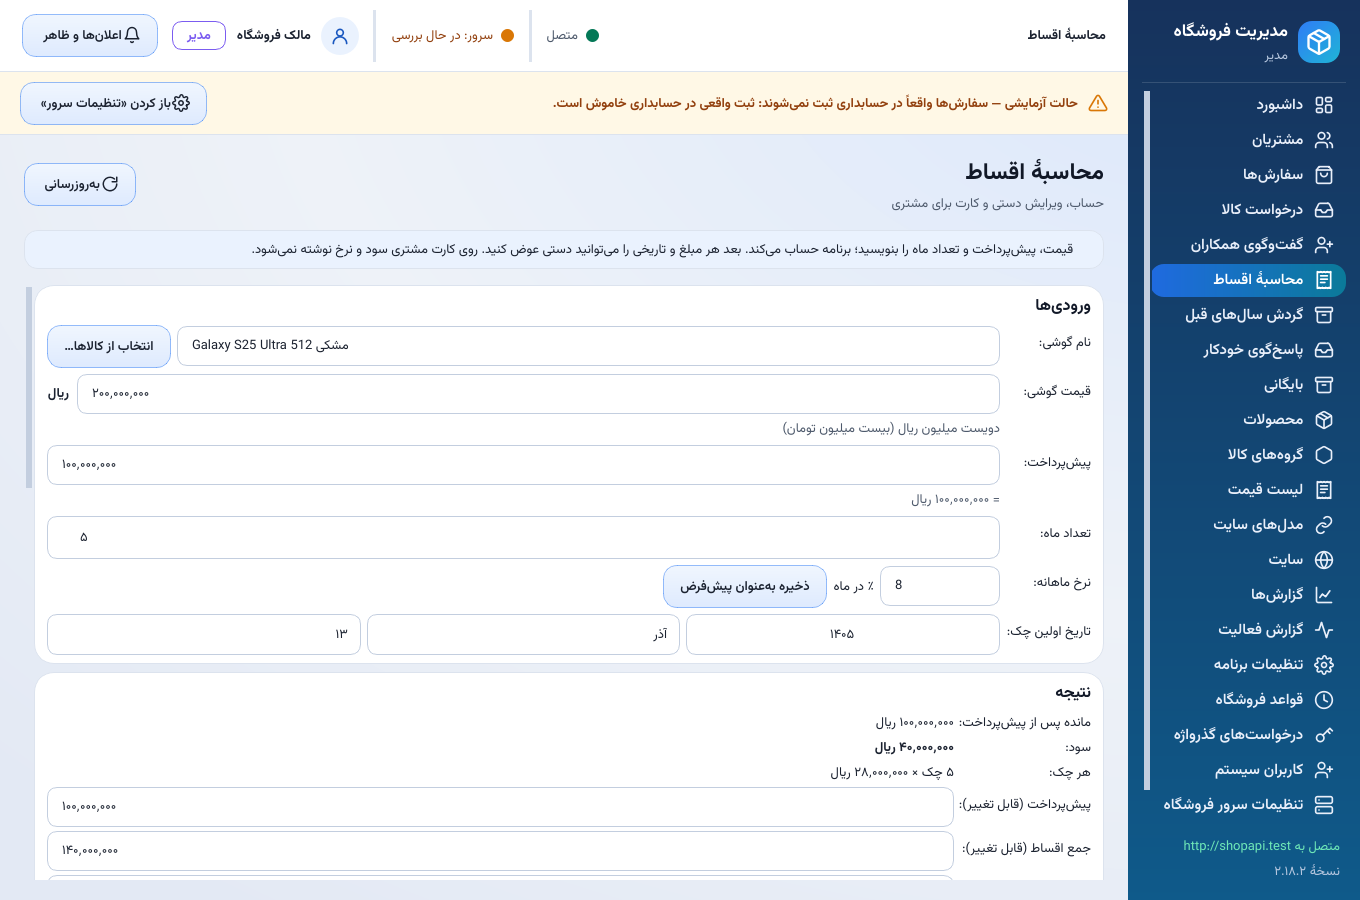 مدیریت فروشگاه
مدیر
داشبورد
مشتریان
سفارش‌ها
درخواست کالا
گفت‌وگوی همکاران
محاسبهٔ اقساط
گردش سال‌های قبل
پاسخ‌گوی خودکار
بایگانی
محصولات
گروه‌های کالا
لیست قیمت
مدل‌های سایت
سایت
گزارش‌ها
گزارش فعالیت
تنظیمات برنامه
قواعد فروشگاه
درخواست‌های گذرواژه
کاربران سیستم
تنظیمات سرور فروشگاه
متصل به http://shopapi.test
نسخهٔ ۲.۱۸.۲
محاسبهٔ اقساط
متصل
سرور: در حال بررسی
مالک فروشگاه
مدیر
اعلان‌ها و ظاهر
حالت آزمایشی — سفارش‌ها واقعاً در حسابداری ثبت نمی‌شوند: ثبت واقعی در حسابداری خاموش است.
باز کردن «تنظیمات سرور»
محاسبهٔ اقساط
به‌روزرسانی
حساب، ویرایش دستی و کارت برای مشتری
قیمت، پیش‌پرداخت و تعداد ماه را بنویسید؛ برنامه حساب می‌کند. بعد هر مبلغ و تاریخی را می‌توانید دستی عوض کنید. روی کارت مشتری سود و نرخ نوشته نمی‌شود.
ورودی‌ها
نام گوشی:
Galaxy S25 Ultra 512 مشکی
انتخاب از کالاها...
قیمت گوشی:
۲۰۰,۰۰۰,۰۰۰
ریال
دویست میلیون ریال (بیست میلیون تومان)
پیش‌پرداخت:
۱۰۰,۰۰۰,۰۰۰
= ۱۰۰,۰۰۰,۰۰۰ ریال
تعداد ماه:
۵
نرخ ماهانه:
8
٪ در ماه
ذخیره به‌عنوان پیش‌فرض
تاریخ اولین چک:
۱۴۰۵
آذر
۱۳
نتیجه
مانده پس از پیش‌پرداخت: ۱۰۰,۰۰۰,۰۰۰ ریال
سود: ۴۰,۰۰۰,۰۰۰ ریال
هر چک: ۵ چک × ۲۸,۰۰۰,۰۰۰ ریال
پیش‌پرداخت (قابل تغییر):
۱۰۰,۰۰۰,۰۰۰
جمع اقساط (قابل تغییر):
۱۴۰,۰۰۰,۰۰۰